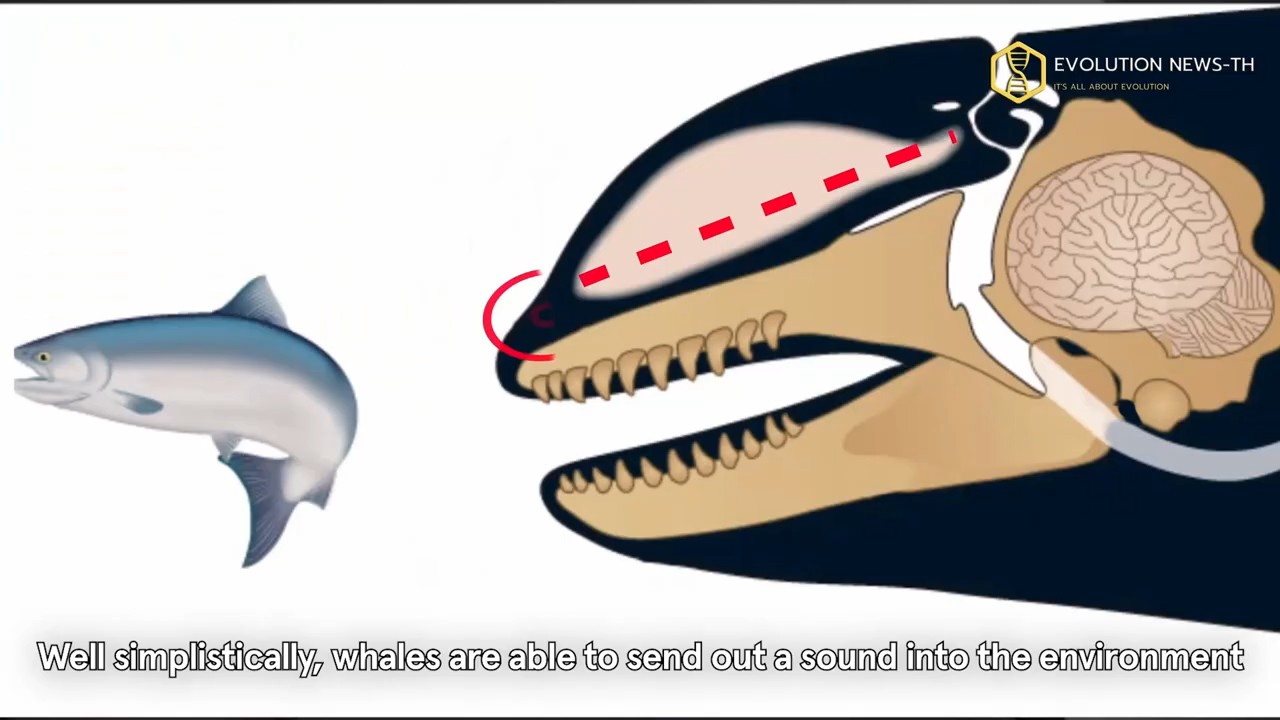 EVOLUTION NEWS-TH
IT'S ALL ABOUT EVOLUTION
Well simplistically, whales are able to send out a sound into the environment